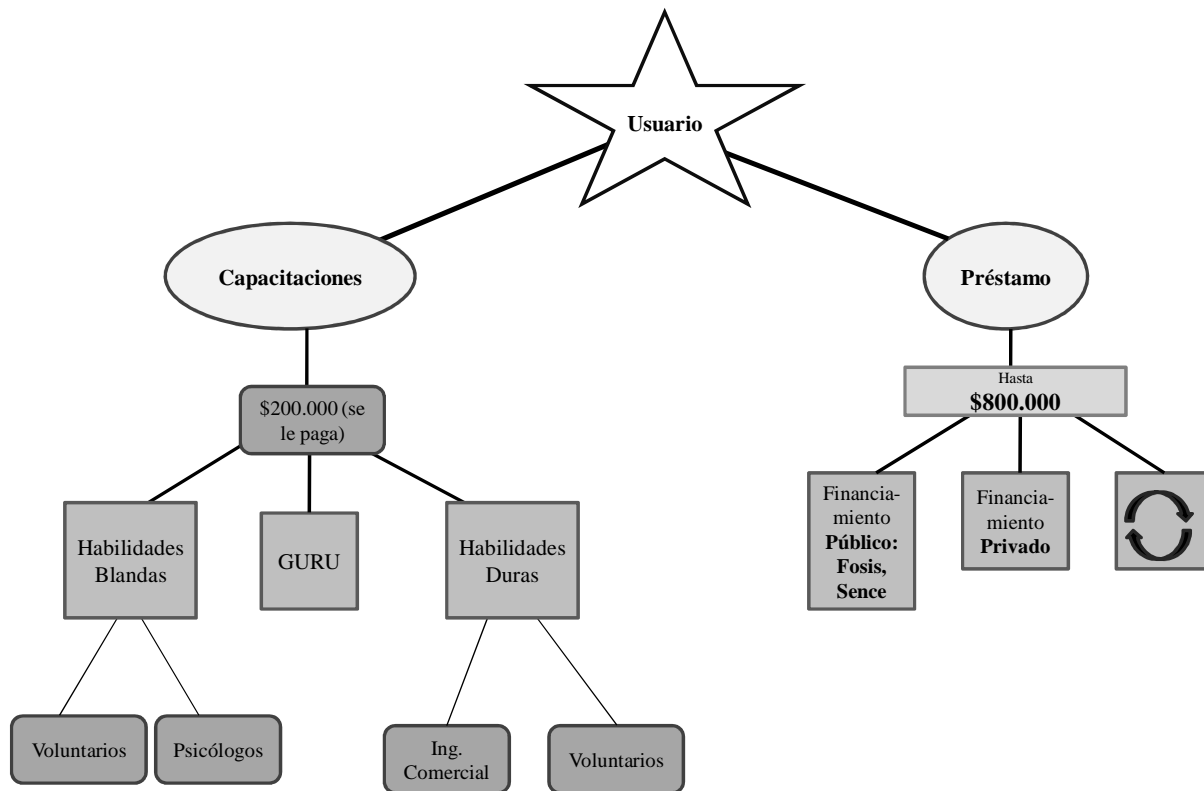 Usuario
Capacitaciones
Préstamo
$200.000 (se
le paga)
Hasta
$800.000
Habilidades
Blandas
GURU
Habilidades
Duras
Financia-
miento
Público:
Fosis,
Sence
Financia-
miento
Privado
Voluntarios
Psicólogos
Ing.
Comercial
Voluntarios